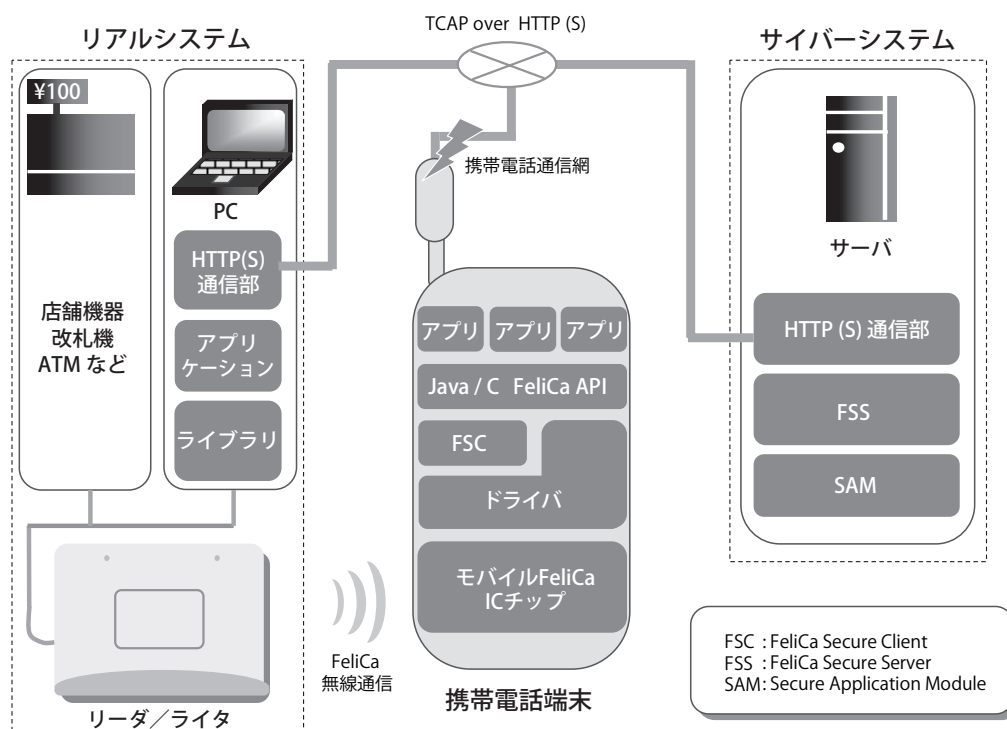 TCAP over HTTP (S)
リアルシステム
サイバーシステム
¥100
店舗機器
改札機
ATM など
PC
HTTP(S)
通信部
アプリ
ケーション
ライブラリ
リーダ／ライタ
携帯電話通信網
アプリ
アプリ
アプリ
Java / C FeliCa API
FSC
ドライバ
モバイルFeliCa
ICチップ
FeliCa
無線通信
携帯電話端末
サーバ
HTTP (S) 通信部
FSS
SAM
FSC : FeliCa Secure Client
FSS : FeliCa Secure Server
SAM: Secure Application Module